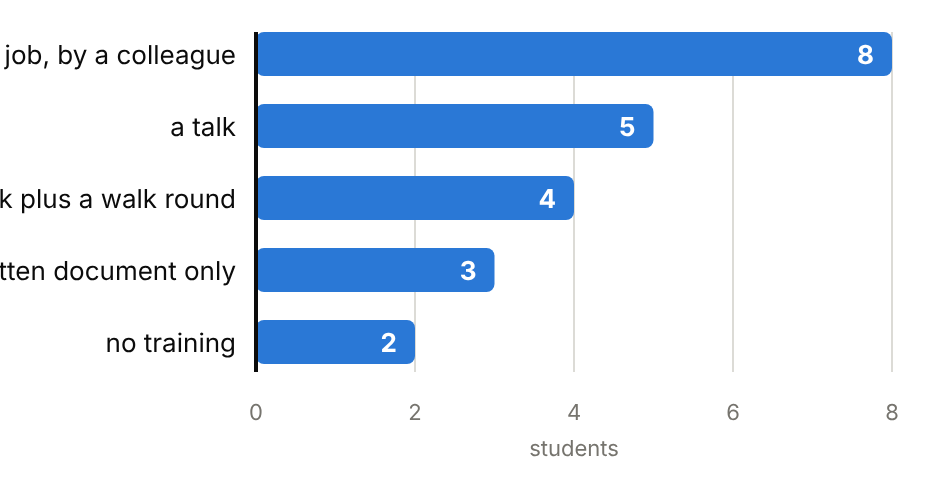 job, by a colleague
8
a talk
5
plus a walk round
4
document only
3
no training
2
0 2 4 6 8
students